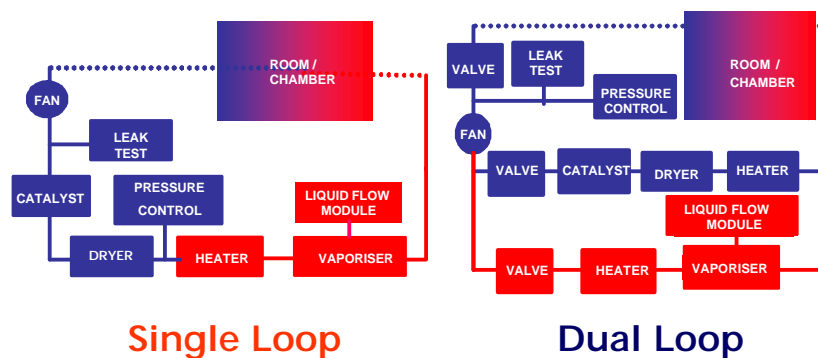 ROOM /
CHAMBER
FAN
LEAK
TEST
CATALYST
PRESSURE
CONTROL
LIQUID FLOW
MODULE
DRYER
HEATER
VAPORISER
Single Loop
VALVE
LEAK
TEST
PRESSURE
CONTROL
ROOM /
CHAMBER
FAN
VALVE
CATALYST
DRYER
HEATER
LIQUID FLOW
MODULE
VALVE
HEATER
VAPORISER
Dual Loop